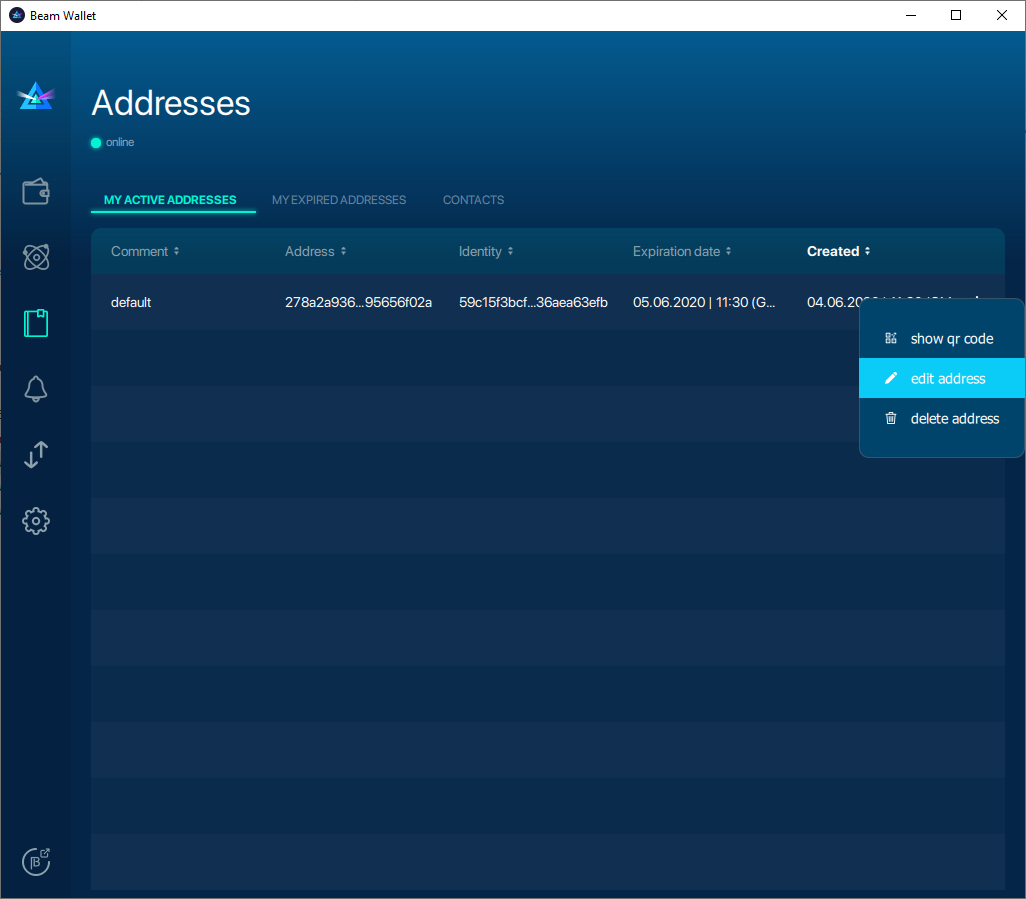 Beam Wallet
Addresses
online
MY ACTIVE ADDRESSES MY EXPIRED ADDRESSES CONTACTS
Comment Address Identity Expiration date Created
default 278a2a936...95656f02a 59c15f3bcf...36aea63efb 05.06.2020 | 11:30 (G... 04.06.20
show qr code
edit address
delete address